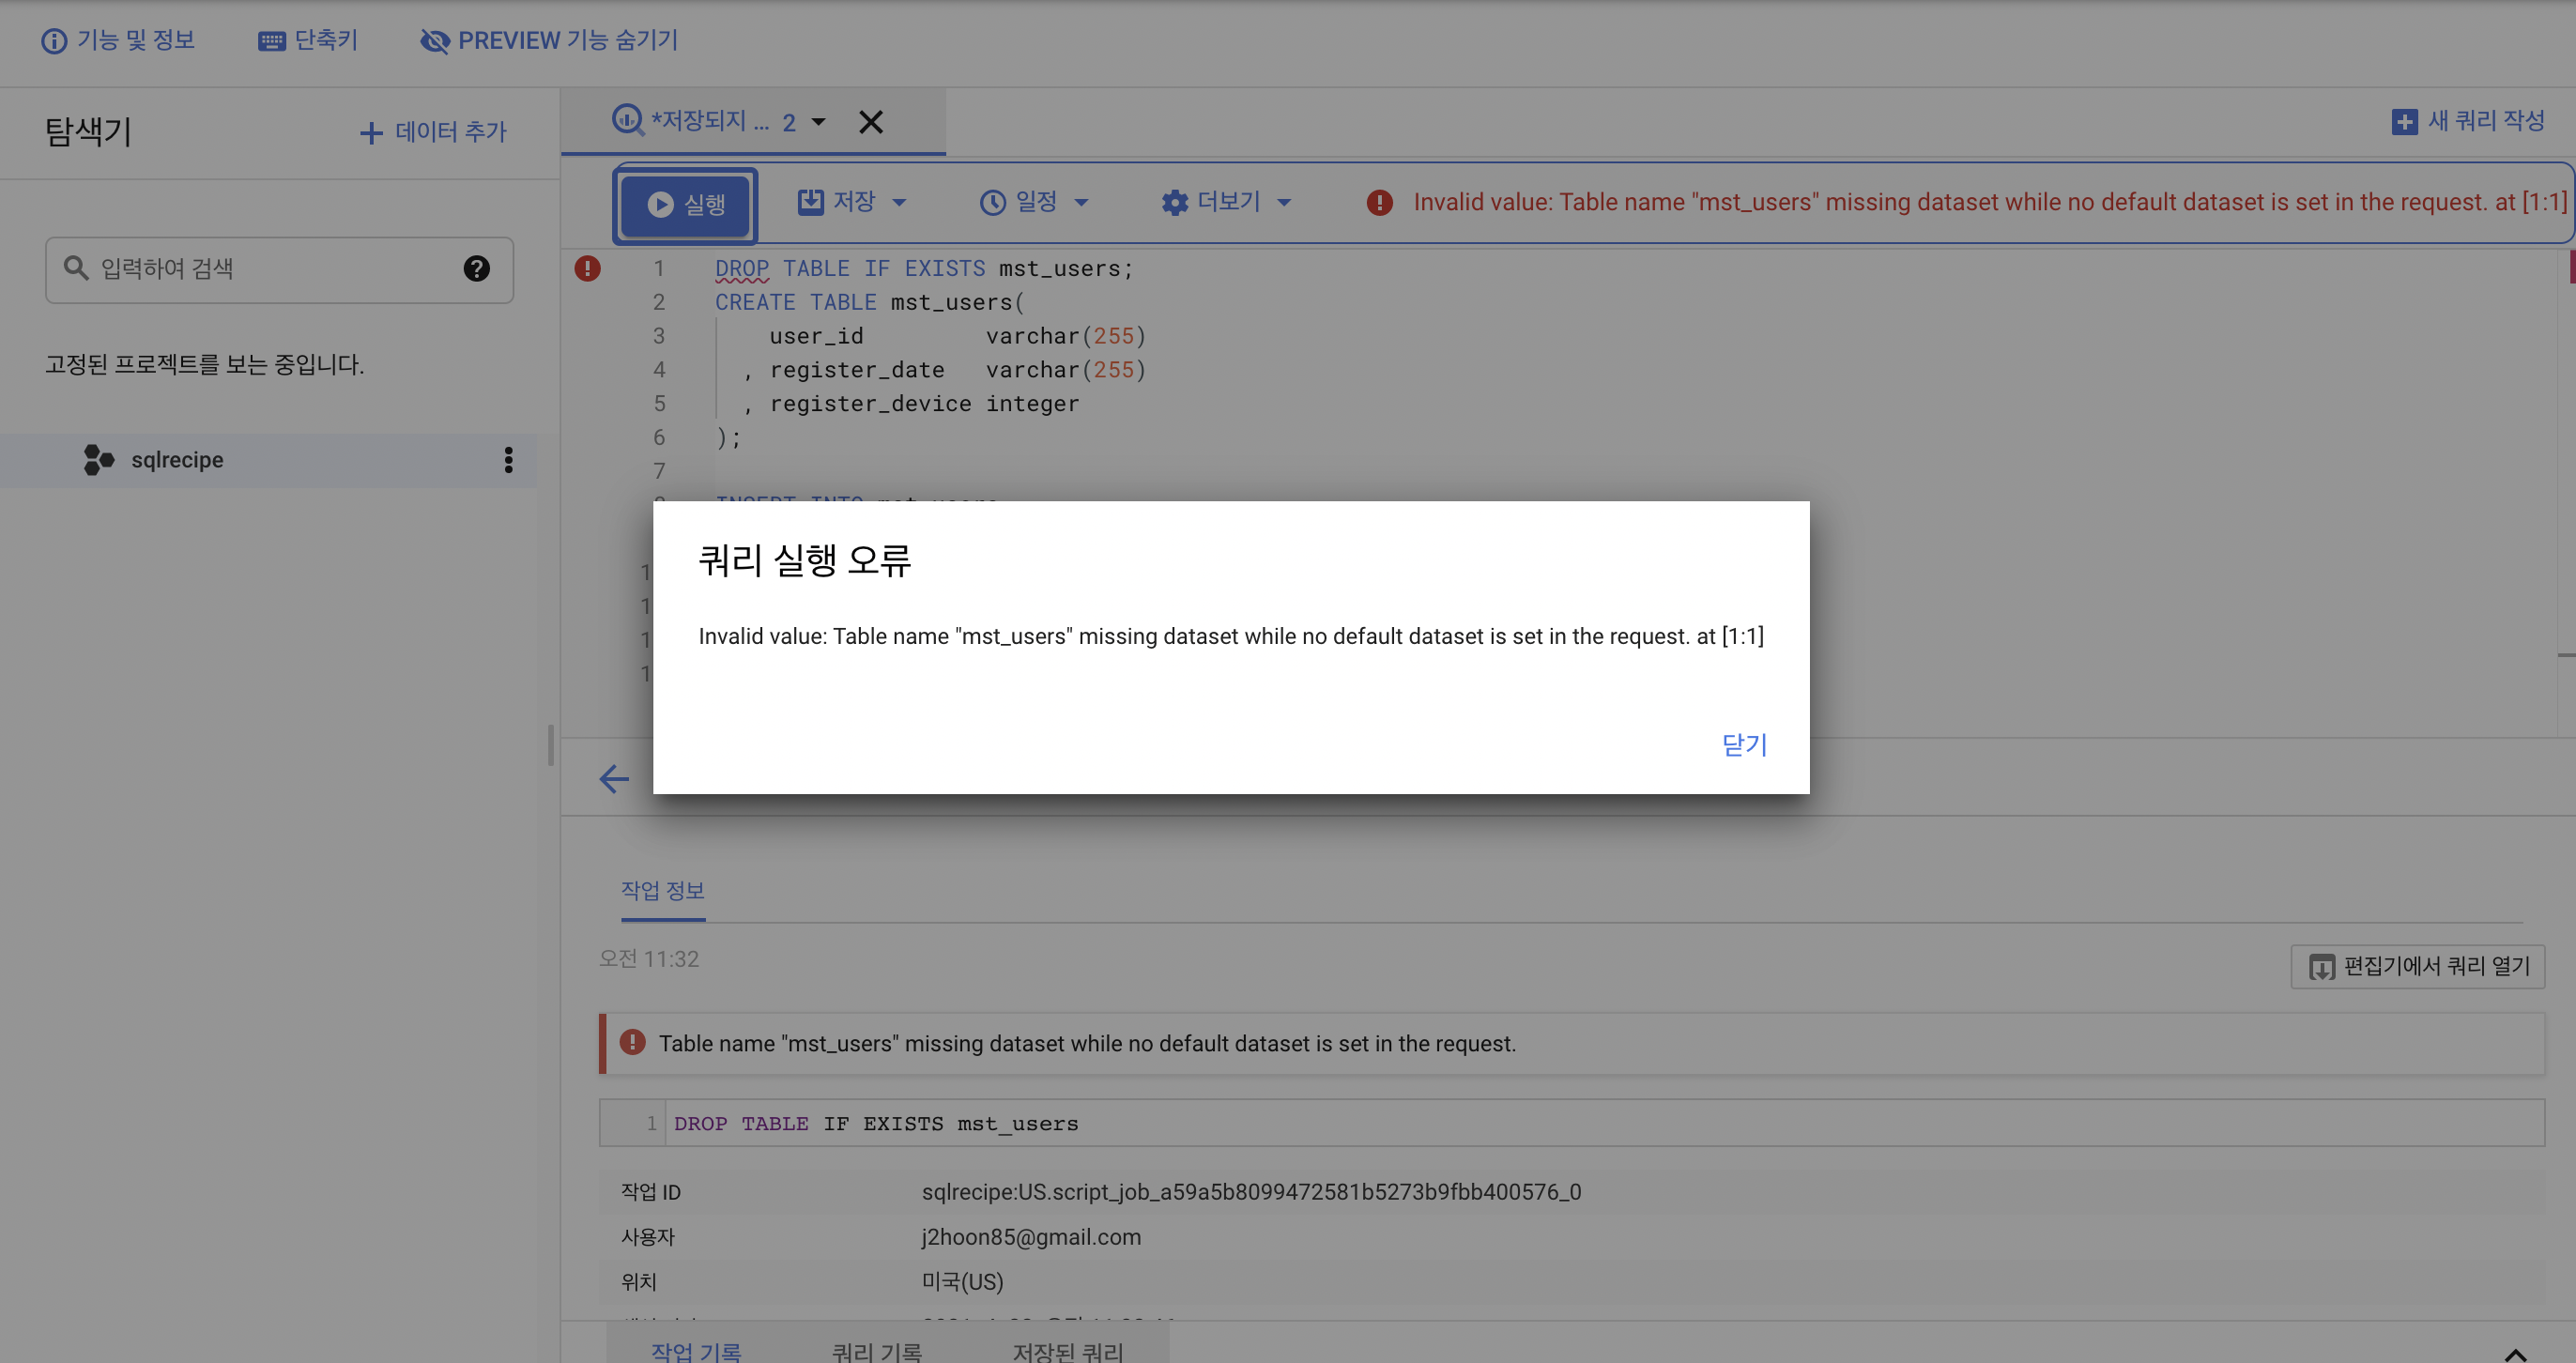 기능 및 정보
단축키
PREVIEW 기능 숨기기
탐색기
데이터 추가
*저장되지 ... 2
새 쿼리 작성
실행
저장
일정
더보기
Invalid value: Table name "mst_users" missing dataset while no default dataset is set in the request. at [1:1]
입력하여 검색
고정된 프로젝트를 보는 중입니다.
sqlrecipe
1 DROP TABLE IF EXISTS mst_users;
2 CREATE TABLE mst_users(
3 user_id varchar(255)
4 , register_date varchar(255)
5 , register_device integer
6 );
7
INSERT INTO mst_users
쿼리 실행 오류
Invalid value: Table name "mst_users" missing dataset while no default dataset is set in the request. at [1:1]
닫기
작업 정보
오전 11:32
편집기에서 쿼리 열기
Table name "mst_users" missing dataset while no default dataset is set in the request.
1 DROP TABLE IF EXISTS mst_users
작업 ID sqlrecipe:US.script_job_a59a5b8099472581b5273b9fbb400576_0
사용자 j2hoon85@gmail.com
위치 미국(US)
작업 기록
쿼리 기록
저장된 쿼리